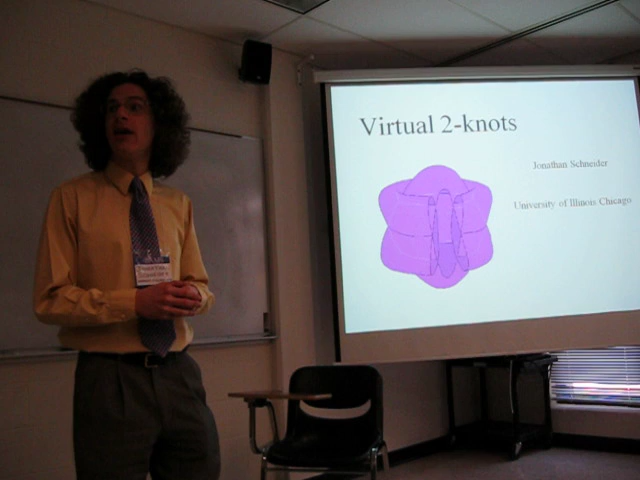 Virtual 2-knots
Jonathan Schneider
University of Illinois Chicago